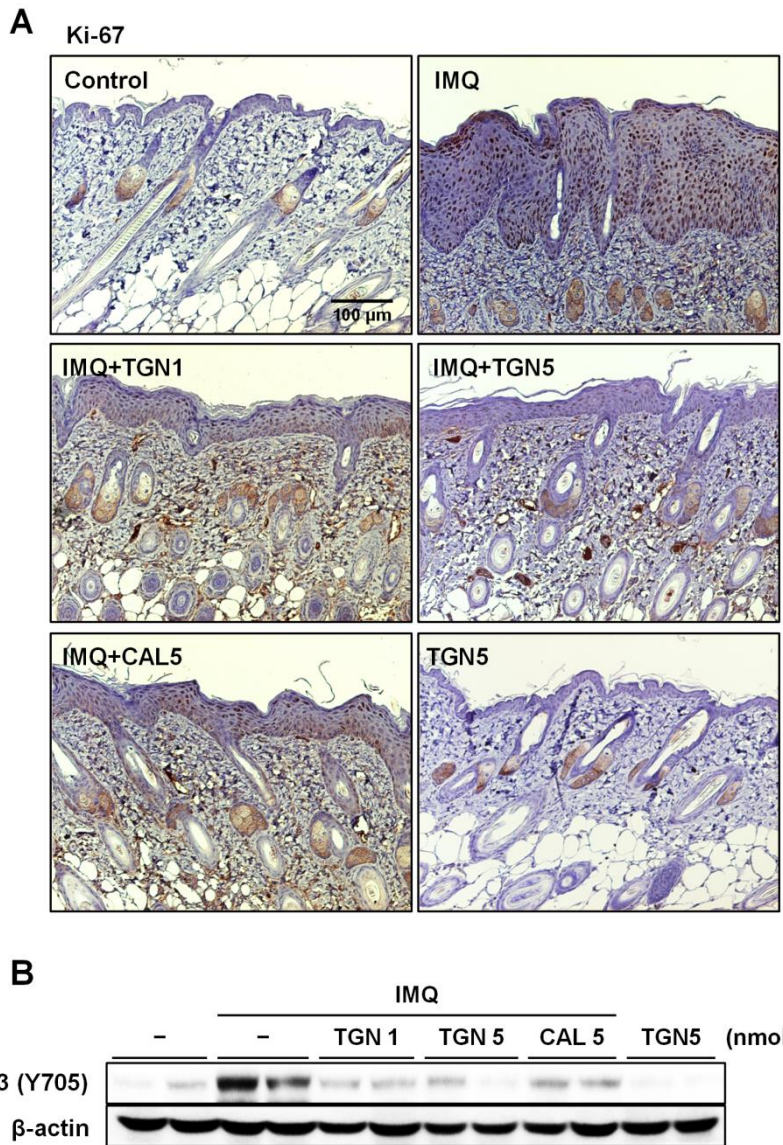 A
Ki-67
Control
IMQ
100 µm
IMQ+TGN1
IMQ+TGN5
IMQ+CAL5
TGN5
B
IMQ
– – TGN 1 TGN 5 CAL 5 TGN5 (nmol
3 (Y705)
β-actin